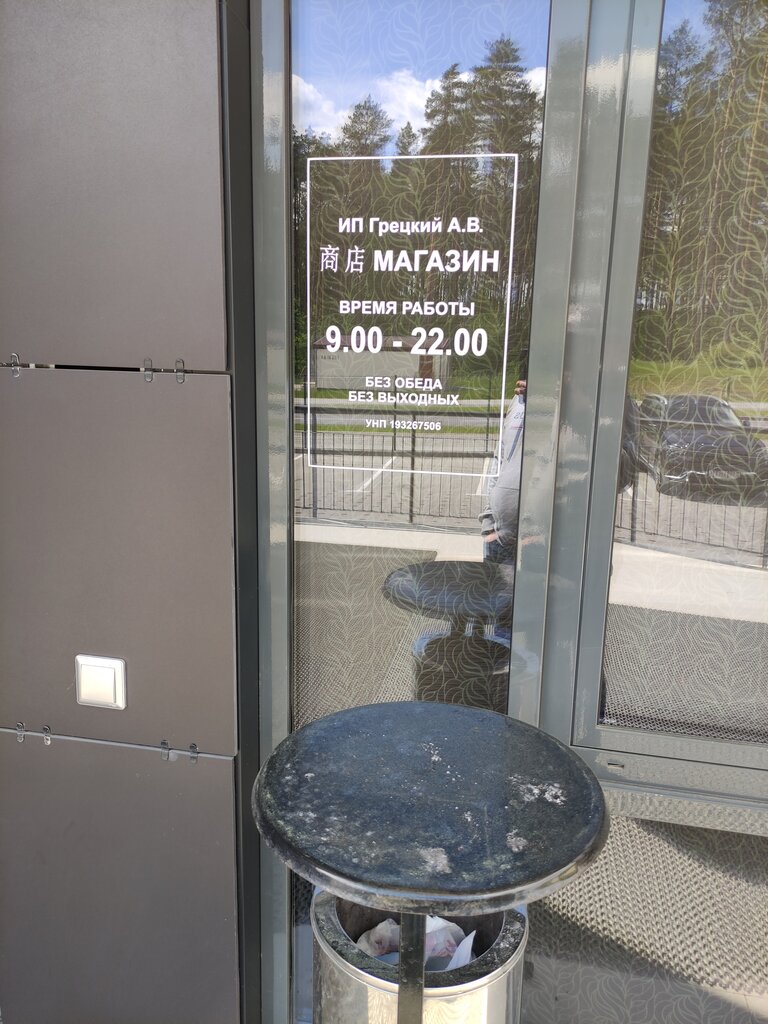 ИП Грецкий А.В.
商店 МАГАЗИН
ВРЕМЯ РАБОТЫ
9.00 - 22.00
БЕЗ ОБЕДА
БЕЗ ВЫХОДНЫХ
УНП 193267506